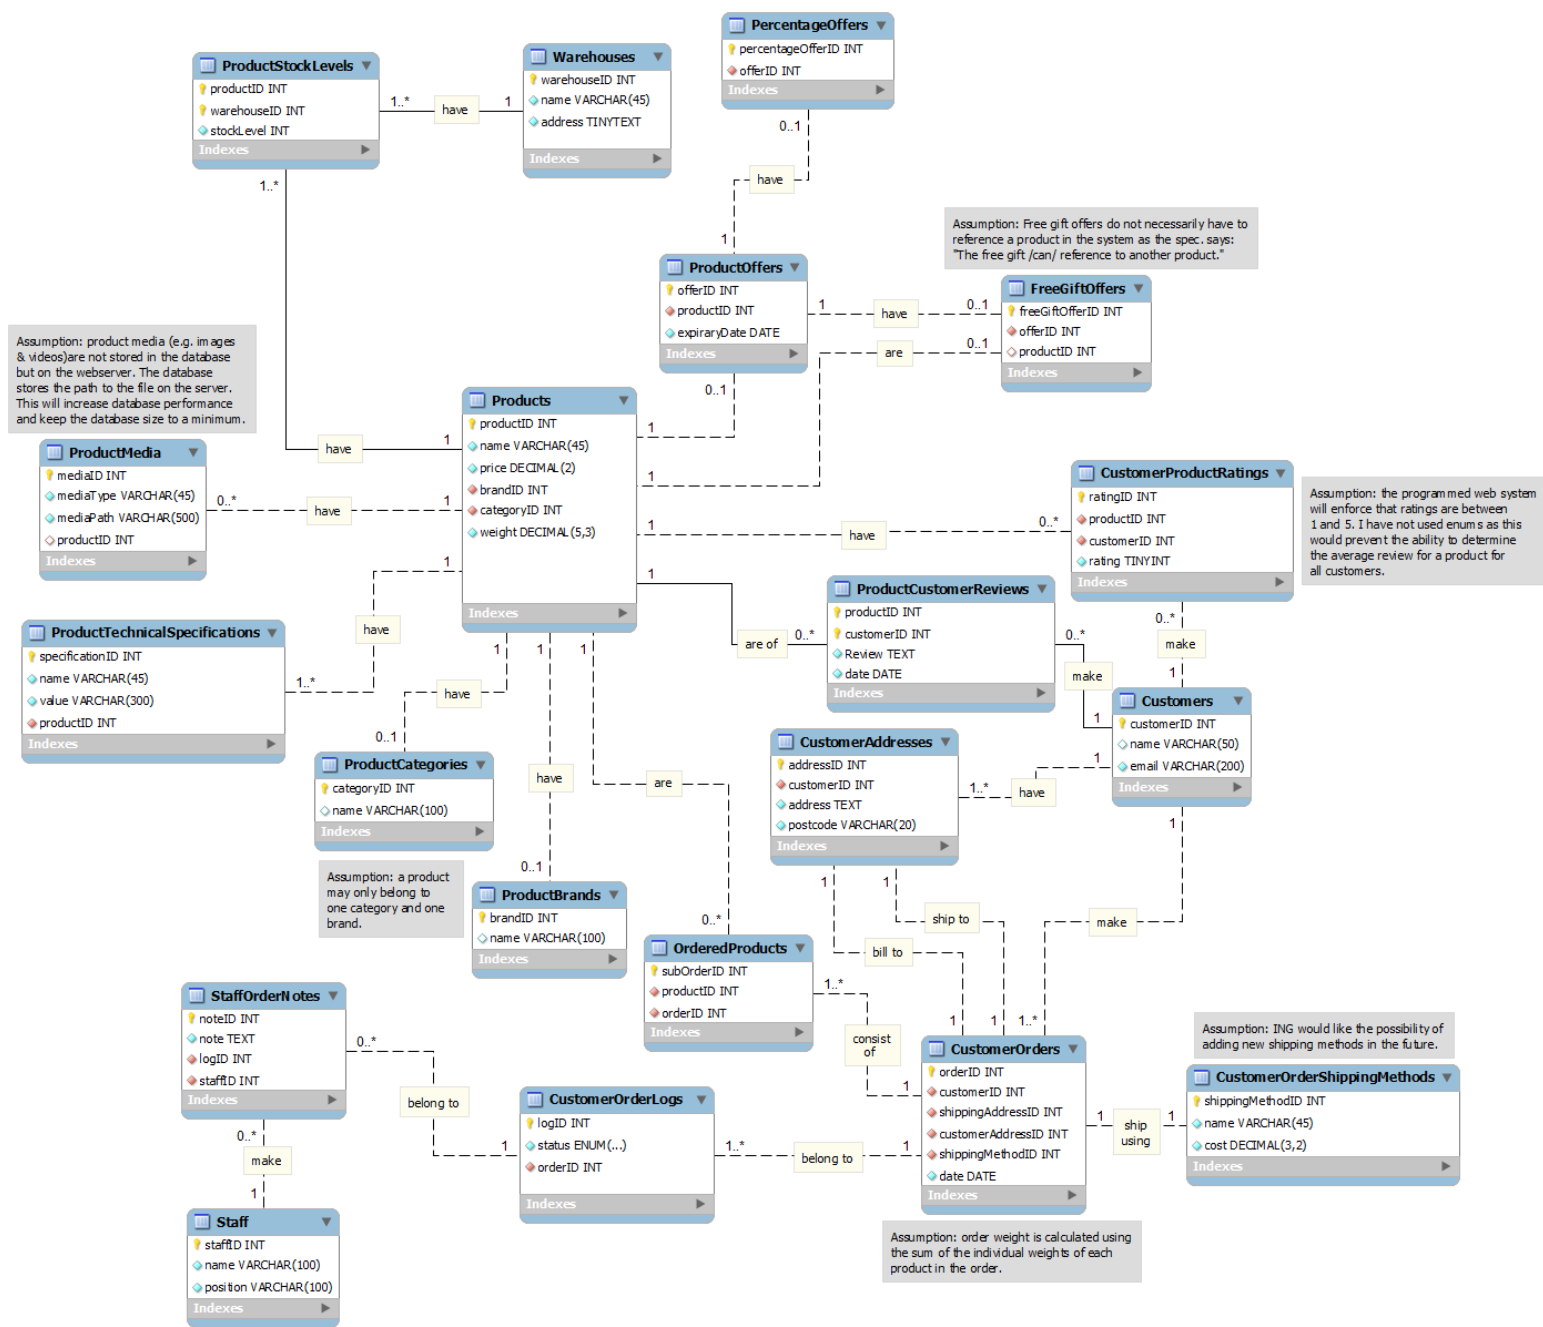 PercentageOffers
percentageOfferID INT
offerID INT
Indexes
ProductStockLevels
productID INT
warehouseID INT
stockLevel INT
Indexes
1..*
have
1
Warehouses
warehouseID INT
name VARCHAR(45)
address TINYTEXT
Indexes
0..1
have
1
1..*
have
1
Assumption: Free gift offers do not necessarily have to
reference a product in the system as the spec. says:
"The free gift /can/ reference to another product."
ProductOffers
offerID INT
productID INT
expiraryDate DATE
Indexes
1
have
0..1
FreeGiftOffers
freeGiftOfferID INT
offerID INT
productID INT
Indexes
are
0..1
0..1
1
1
Assumption: product media (e.g. images
& videos)are not stored in the database
but on the webserver. The database
stores the path to the file on the server.
This will increase database performance
and keep the database size to a minimum.
ProductMedia
mediaID INT
mediaType VARCHAR(45)
mediaPath VARCHAR(500)
productID INT
Indexes
0..*
have
1
Products
productID INT
name VARCHAR(45)
price DECIMAL(2)
brandID INT
categoryID INT
weight DECIMAL(5,3)
Indexes
1
have
0..*
CustomerProductRatings
ratingID INT
productID INT
customerID INT
rating TINYINT
Indexes
Assumption: the programmed web system
will enforce that ratings are between
1 and 5. I have not used enums as this
would prevent the ability to determine
the average review for a product for
all customers.
1
have
1..*
ProductTechnicalSpecifications
specificationID INT
name VARCHAR(45)
value VARCHAR(300)
productID INT
Indexes
1
are of
0..*
ProductCustomerReviews
productID INT
customerID INT
Review TEXT
date DATE
Indexes
0..*
make
1
0..*
make
1
Customers
customerID INT
name VARCHAR(50)
email VARCHAR(200)
Indexes
1
have
0..1
ProductCategories
categoryID INT
name VARCHAR(100)
Indexes
1
have
0..1
1
are
0..*
Assumption: a product
may only belong to
one category and one
brand.
ProductBrands
brandID INT
name VARCHAR(100)
Indexes
CustomerAddresses
addressID INT
customerID INT
address TEXT
postcode VARCHAR(20)
Indexes
1..*
have
1
1
bill to
1
1
ship to
1
1
make
1..*
OrderedProducts
subOrderID INT
productID INT
orderID INT
Indexes
1..*
consist
of
1
StaffOrderNotes
noteID INT
note TEXT
logID INT
staffID INT
Indexes
0..*
belong to
1
CustomerOrderLogs
logID INT
status ENUM(...)
orderID INT
Indexes
1..*
belong to
1
CustomerOrders
orderID INT
customerID INT
shippingAddressID INT
customerAddressID INT
shippingMethodID INT
date DATE
Indexes
1
ship
using
1
Assumption: ING would like the possibility of
adding new shipping methods in the future.
CustomerOrderShippingMethods
shippingMethodID INT
name VARCHAR(45)
cost DECIMAL(3,2)
Indexes
0..*
make
1
Staff
staffID INT
name VARCHAR(100)
position VARCHAR(100)
Indexes
Assumption: order weight is calculated using
the sum of the individual weights of each
product in the order.